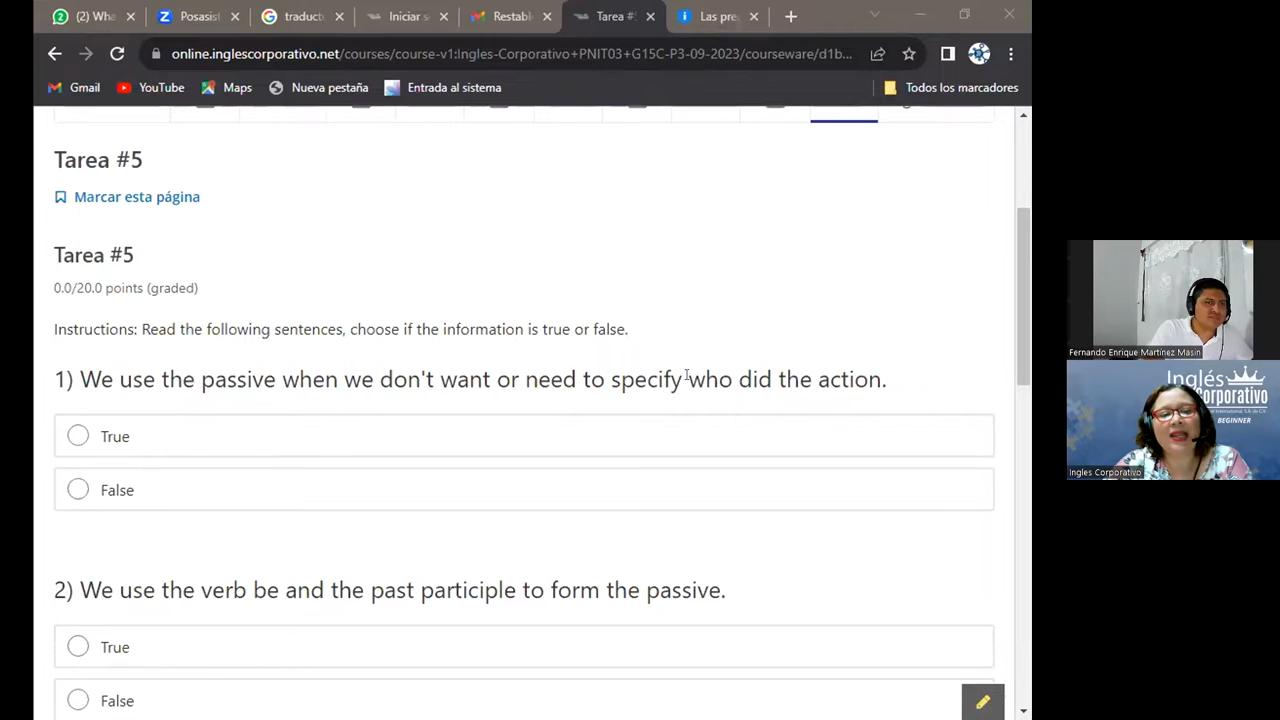 (2) Wha
Posasist
traducto
Iniciar s
Restable
Tarea #5
Las pre
online.inglescorporativo.net/courses/course-v1:Ingles-Corporativo+PNIT03+G15C-P3-09-2023/courseware/d1b...
Gmail
YouTube
Maps
Nueva pestaña
Entrada al sistema
Todos los marcadores
Tarea #5
Marcar esta página
Tarea #5
0.0/20.0 points (graded)
Instructions: Read the following sentences, choose if the information is true or false.
1) We use the passive when we don't want or need to specify who did the action.
True
False
2) We use the verb be and the past participle to form the passive.
True
False
Fernando Enrique Martínez Masin
Inglés
Corporativo
BEGINNER
Ingles Corporativo